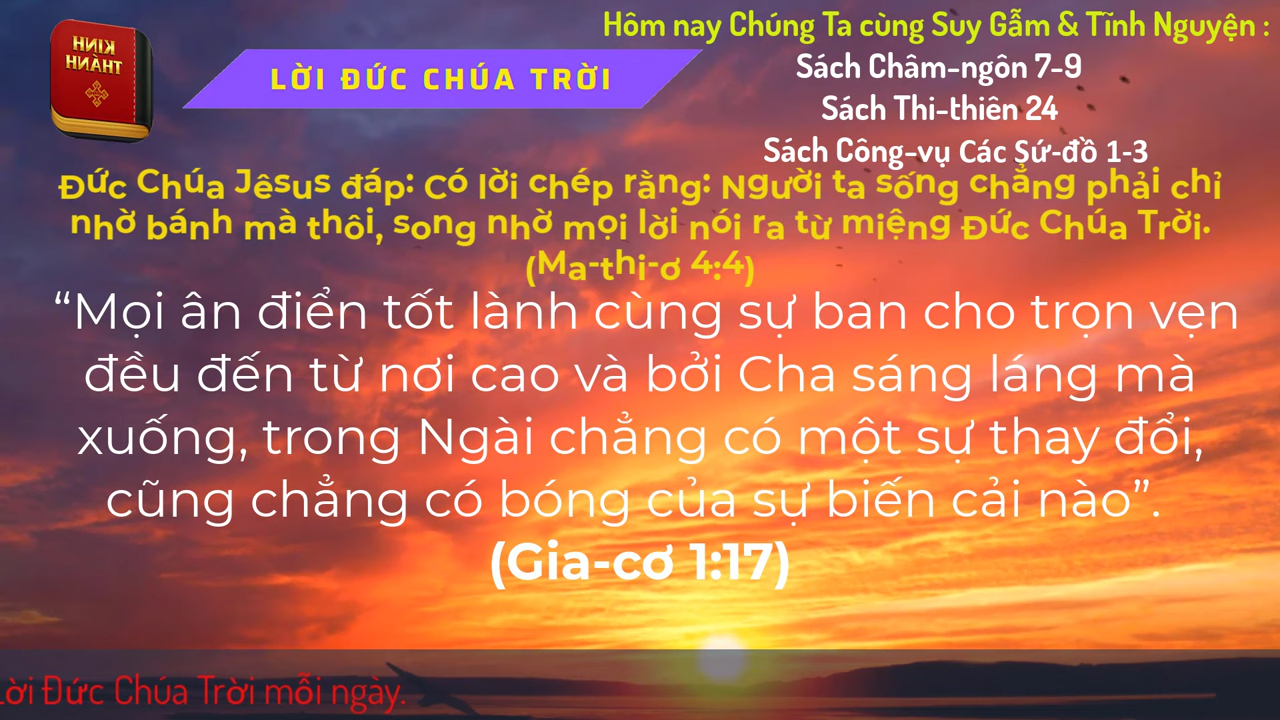 KINH
THÁNH
LỜI ĐỨC CHÚA TRỜI
Hôm nay Chúng Ta cùng Suy Gẫm & Tĩnh Nguyện :
Sách Châm-ngôn 7-9
Sách Thi-thiên 24
Sách Công-vụ Các Sứ-đồ 1-3
Đức Chúa Jêsus đáp: Có lời chép rằng: Người ta sống chẳng phải chỉ
nhờ bánh mà thôi, song nhờ mọi lời nói ra từ miệng Đức Chúa Trời.
(Ma-thi-ơ 4:4)
“Mọi ân điển tốt lành cùng sự ban cho trọn vẹn
đều đến từ nơi cao và bởi Cha sáng láng mà
xuống, trong Ngài chẳng có một sự thay đổi,
cũng chẳng có bóng của sự biến cải nào”.
(Gia-cơ 1:17)
Lời Đức Chúa Trời mỗi ngày.